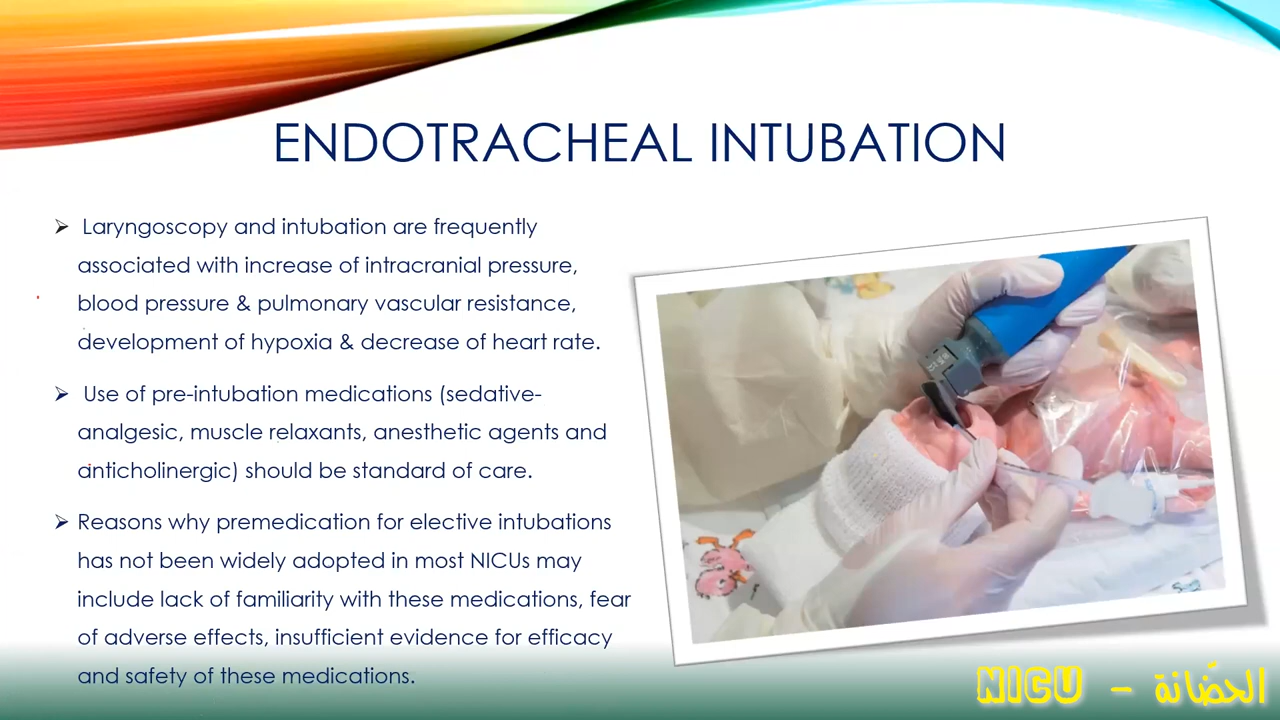 ENDOTRACHEAL INTUBATION
➢ Laryngoscopy and intubation are frequently
associated with increase of intracranial pressure,
blood pressure & pulmonary vascular resistance,
development of hypoxia & decrease of heart rate.
➢ Use of pre-intubation medications (sedative-
analgesic, muscle relaxants, anesthetic agents and
anticholinergic) should be standard of care.
➢ Reasons why premedication for elective intubations
has not been widely adopted in most NICUs may
include lack of familiarity with these medications, fear
of adverse effects, insufficient evidence for efficacy
and safety of these medications.
NICU - الحضّانة